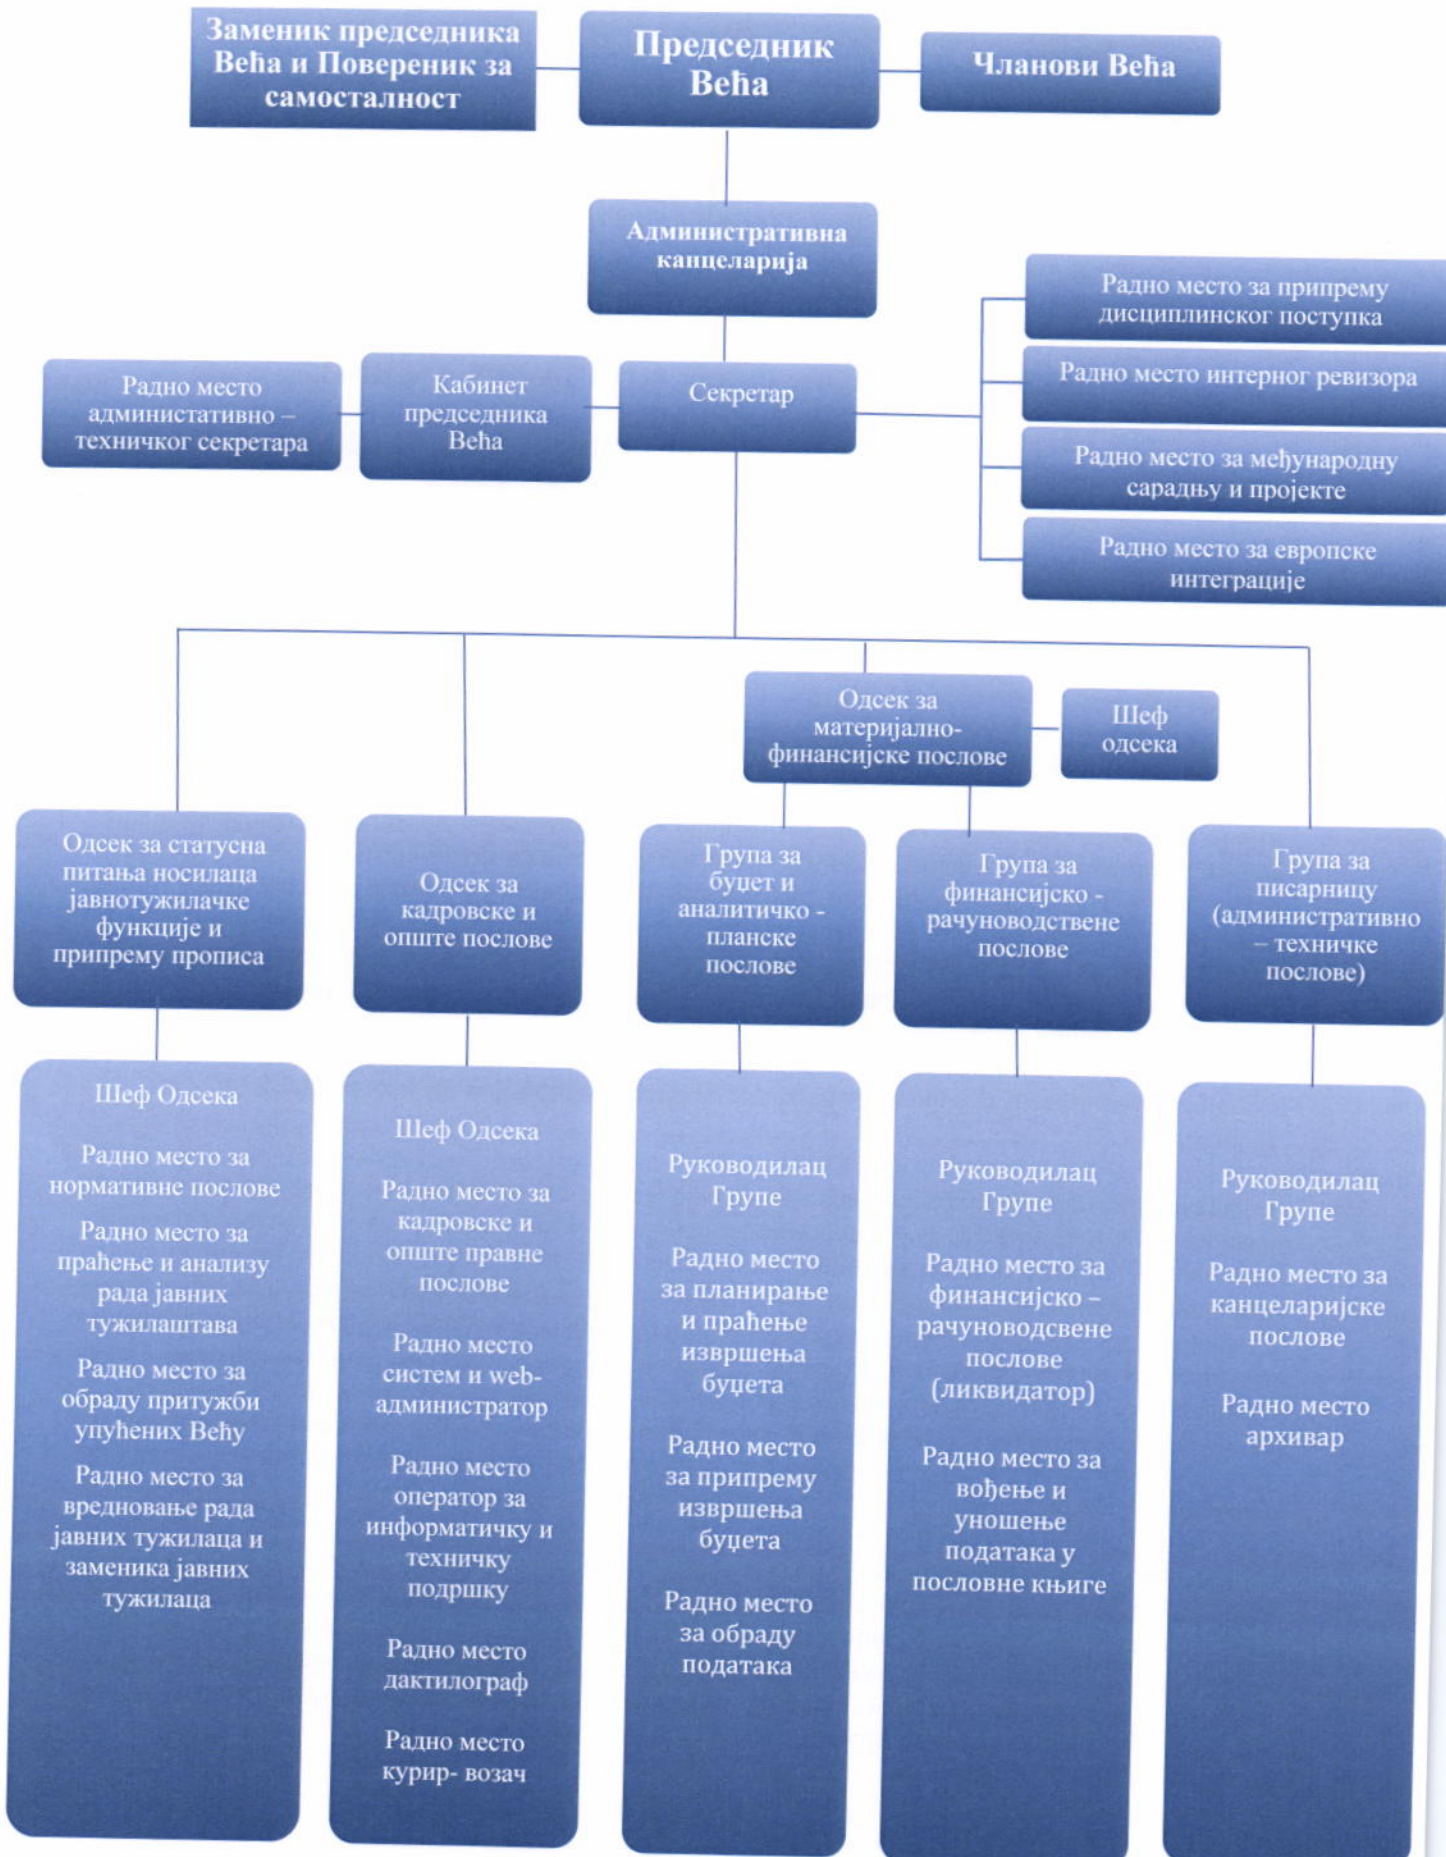 Заменик председника
Већа и Повереник за
самосталност
Председник
Већа
Чланови Већа
Административна
канцеларија
Радно место за припрему
дисциплинског поступка
Радно место интерног ревизора
Радно место за међународну
сарадњу и пројекте
Радно место за европске
интеграције
Радно место
администативно –
техничког секретара
Кабинет
председника
Већа
Секретар
Одсек за
материјално-
финансијске послове
Шеф
одсека
Одсек за статусна
питања носилаца
јавнотужилачке
функције и
припрему прописа
Одсек за
кадровске и
опште послове
Група за
буџет и
аналитичко -
планске
послове
Група за
финансијско -
рачуноводствене
послове
Група за
писарницу
(административно
– техничке
послове)
Шеф Одсека
Радно место за
нормативне послове
Радно место за
праћење и анализу
рада јавних
тужилаштава
Радно место за
обраду притужби
упућених Већу
Радно место за
вредновање рада
јавних тужилаца и
заменика јавних
тужилаца
Шеф Одсека
Радно место за
кадровске и
опште правне
послове
Радно место
систем и web-
администратор
Радно место
оператор за
информатичку и
техничку
подршку
Радно место
дактилограф
Радно место
курир- возач
Руководилац
Групе
Радно место
за планирање
и праћење
извршења
буџета
Радно место
за припрему
извршења
буџета
Радно место
за обраду
података
Руководилац
Групе
Радно место за
финансијско –
рачуноводсвене
послове
(ликвидатор)
Радно место за
вођење и
уношење
података у
пословне књиге
Руководилац
Групе
Радно место за
канцеларијске
послове
Радно место
архивар